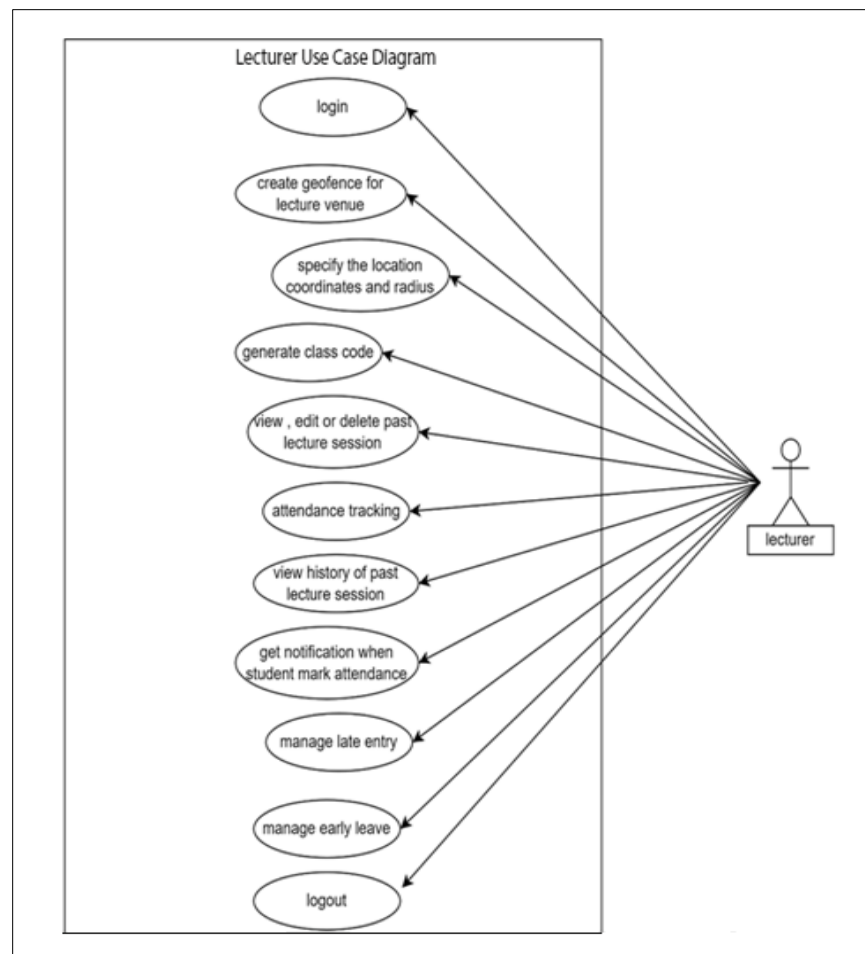 Lecturer Use Case Diagram
login
create geofence for
lecture venue
specify the location
coordinates and radius
generate class code
view , edit or delete past
lecture session
attendance tracking
view history of past
lecture session
get notification when
student mark attendance
manage late entry
manage early leave
logout
lecturer